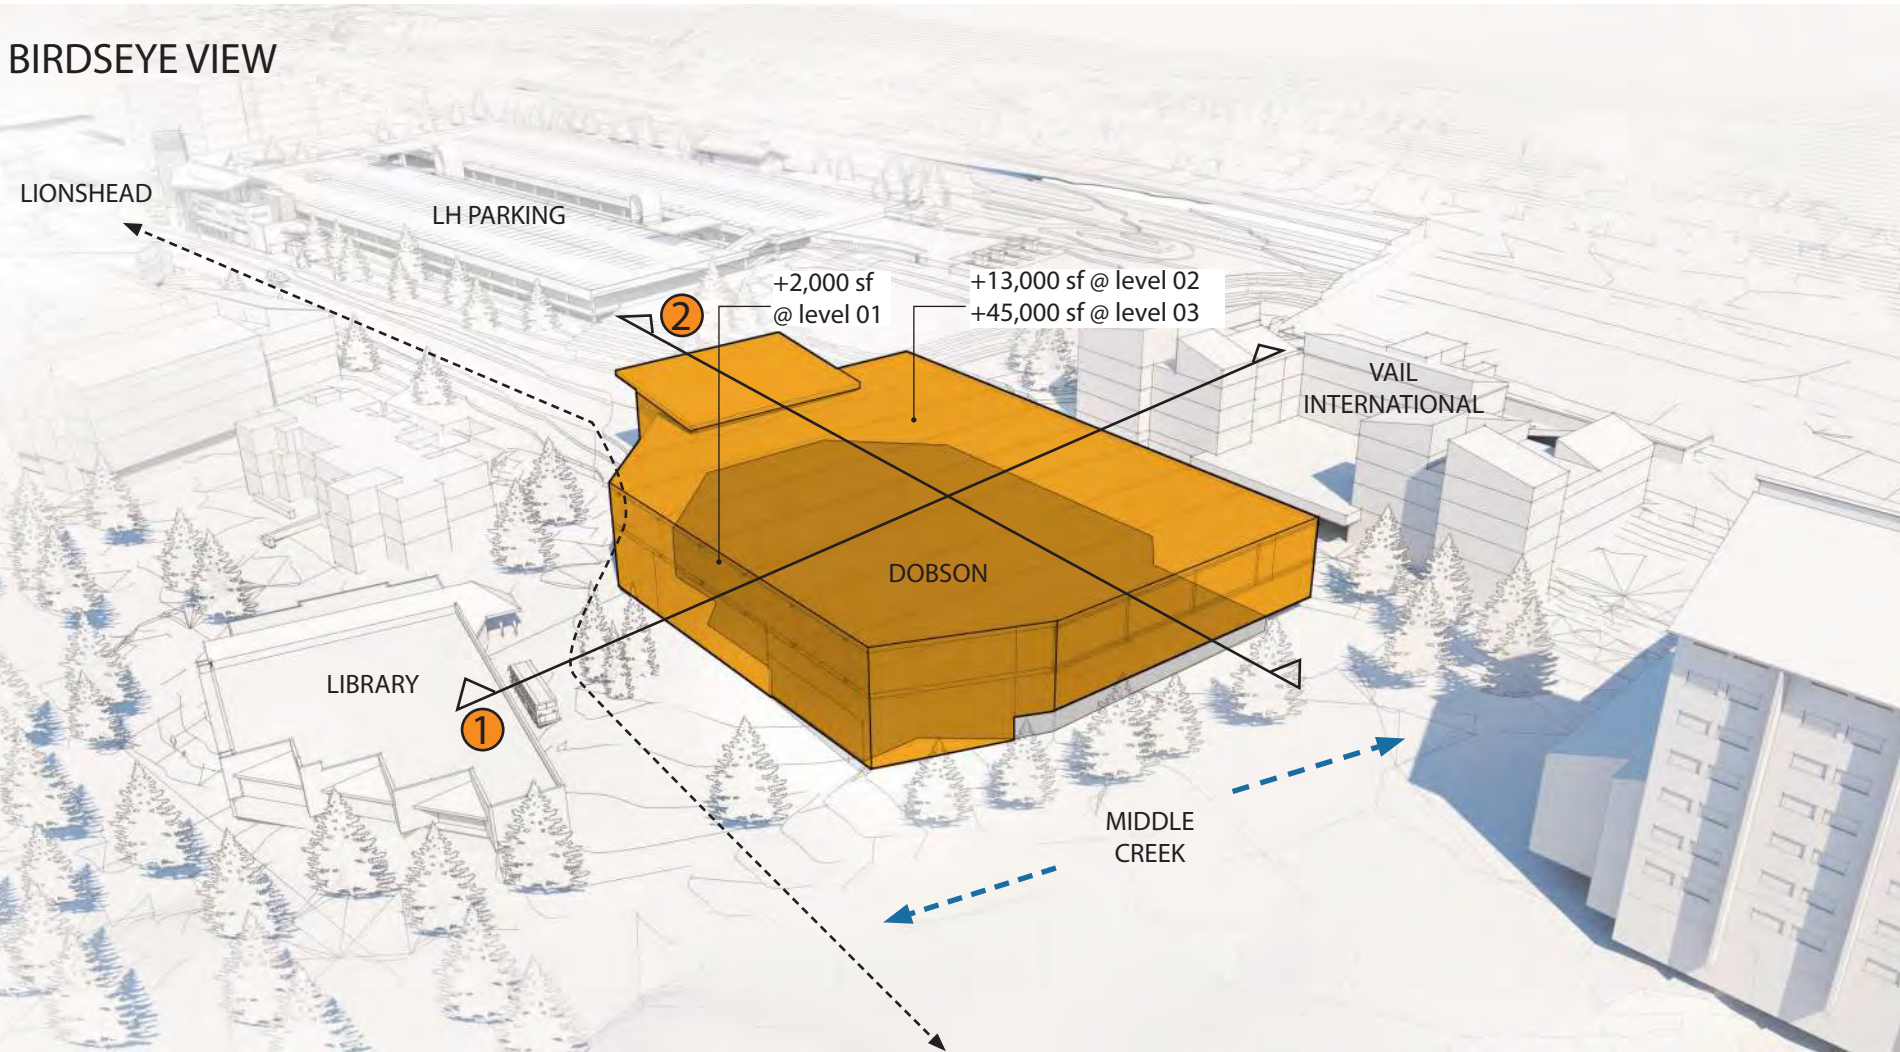 BIRDSEYE VIEW
LIONSHEAD
LH PARKING
+2,000 sf
@ level 01
+13,000 sf @ level 02
+45,000 sf @ level 03
2
VAIL
INTERNATIONAL
DOBSON
LIBRARY
1
MIDDLE
CREEK